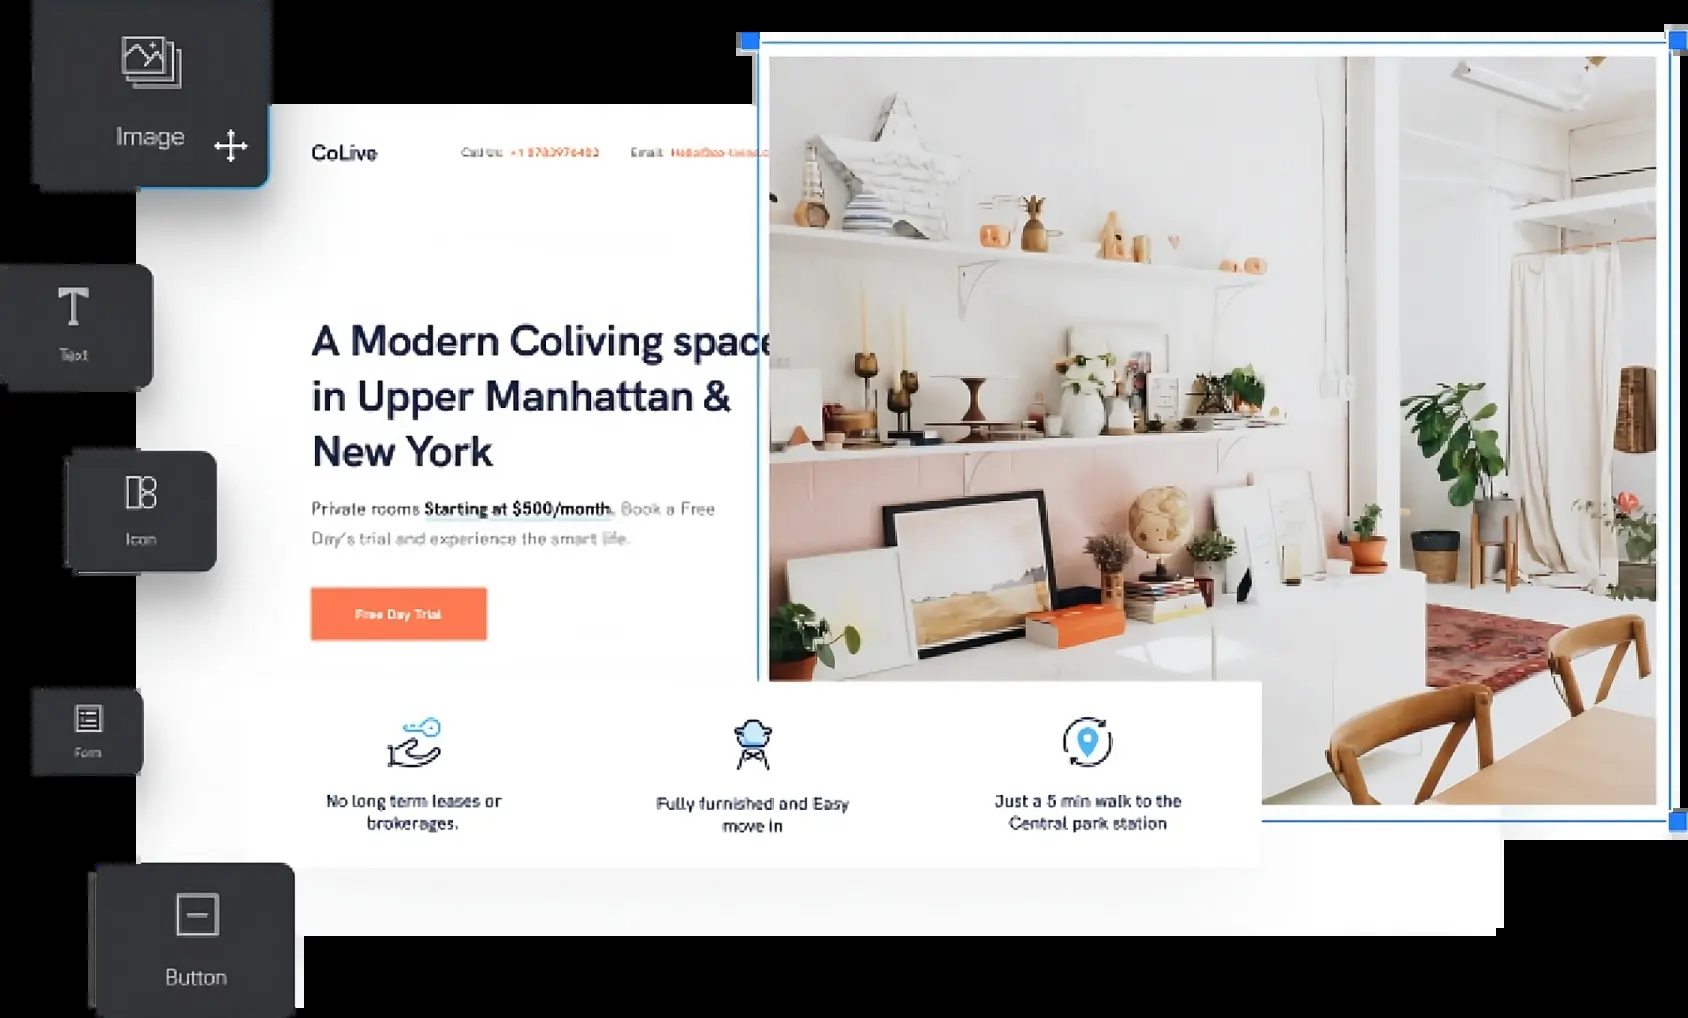 Image
CoLive
Call Us: +1 8783976482
Email:
Text
A Modern Coliving space
in Upper Manhattan &
New York
Icon
Private rooms Starting at $500/month. Book a Free
Day's trial and experience the smart life.
Free Day Trial
Form
No long term leases or
brokerages.
Fully furnished and Easy
move in
Just a 5 min walk to the
Central park station
Button